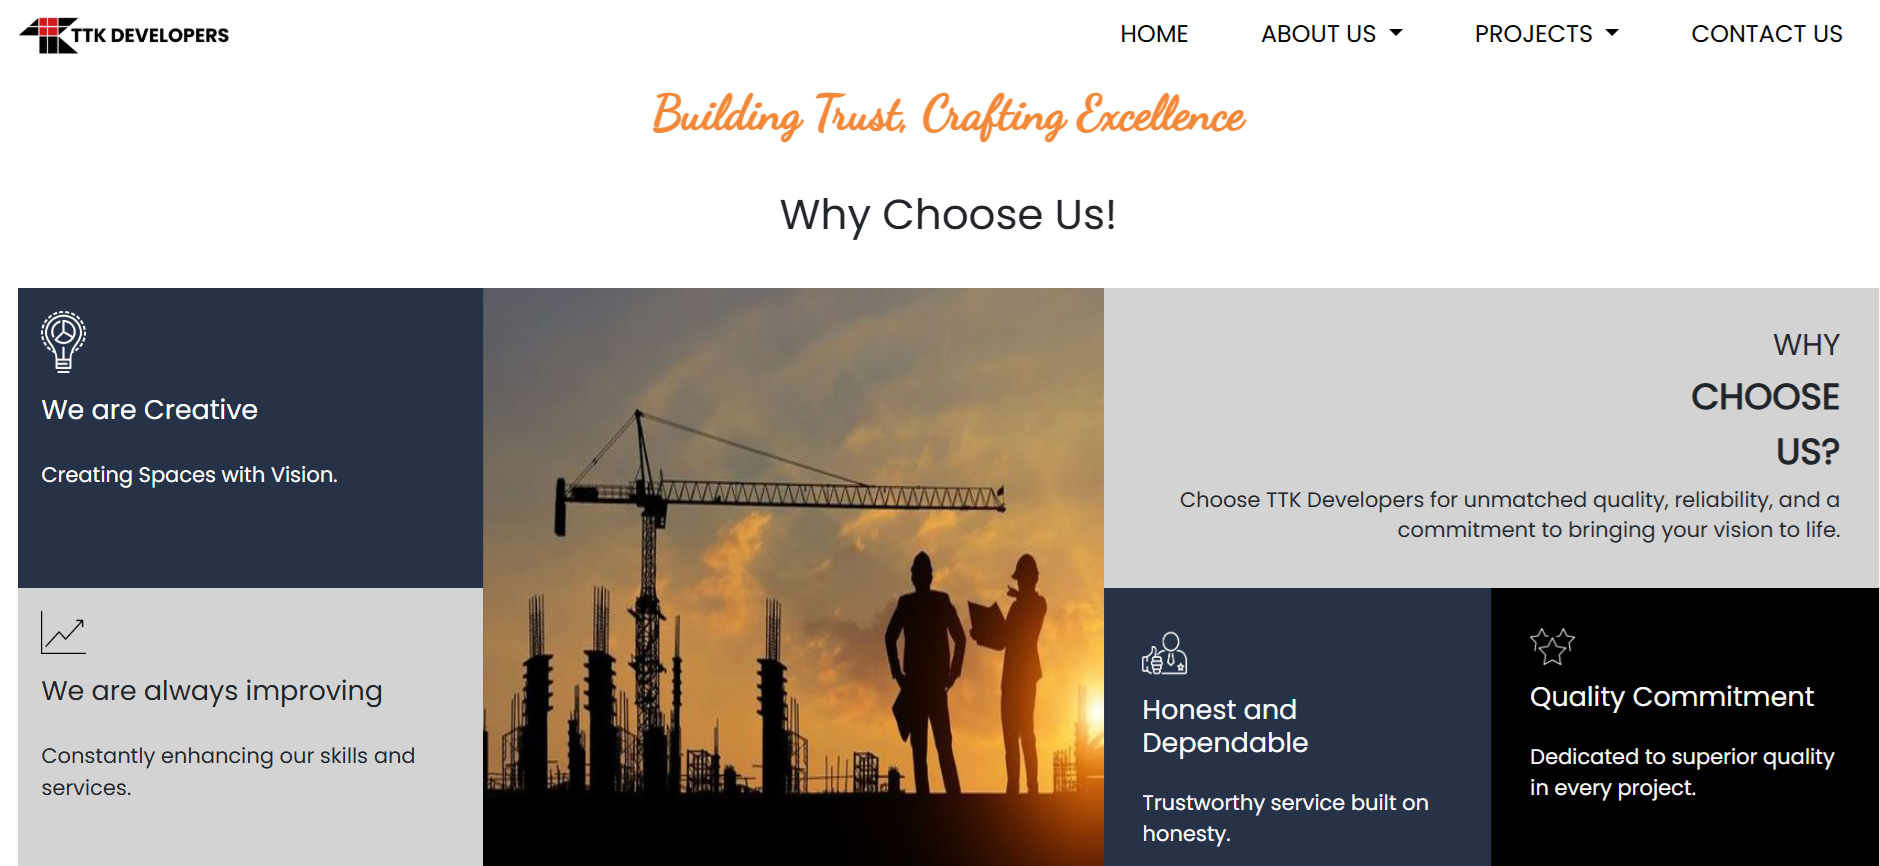 TTK DEVELOPERS
HOME
ABOUT US
PROJECTS
CONTACT US
Building Trust, Crafting Excellence
Why Choose Us!
We are Creative
Creating Spaces with Vision.
We are always improving
Constantly enhancing our skills and
services.
WHY
CHOOSE
US?
Choose TTK Developers for unmatched quality, reliability, and a
commitment to bringing your vision to life.
Honest and
Dependable
Trustworthy service built on
honesty.
Quality Commitment
Dedicated to superior quality
in every project.